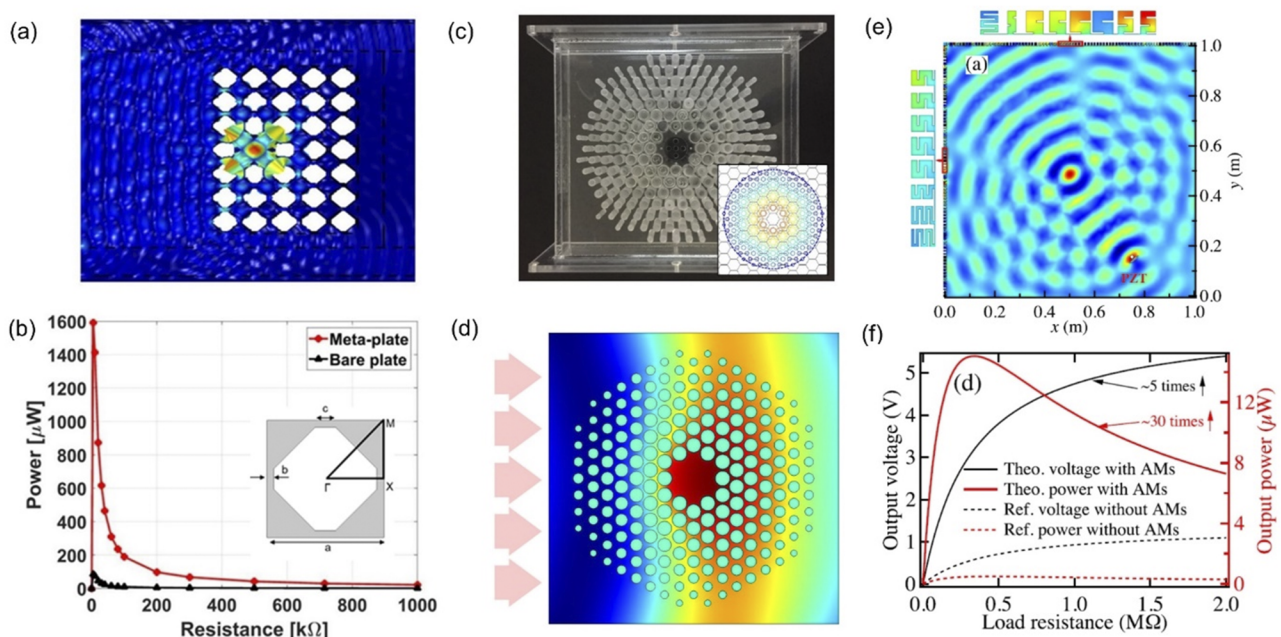 (a)
(b)
1600
1400
1200
1000
800
600
400
200
0
Power [µW]
Meta-plate
Bare plate
c
M
b
Γ
X
a
0
200
400
600
800
1000
Resistance [kΩ]
(c)
(d)
(e)
(a)
1.0
0.8
0.6
0.4
0.2
0.0
y (m)
PZT
0.0
0.2
0.4
0.6
0.8
1.0
x (m)
(f)
(d)
5
4
3
2
1
0
Output voltage (V)
~5 times
~30 times
Theo. voltage with AMs
Theo. power with AMs
Ref. voltage without AMs
Ref. power without AMs
12
8
4
0
Output power (µW)
0.0
0.5
1.0
1.5
2.0
Load resistance (MΩ)